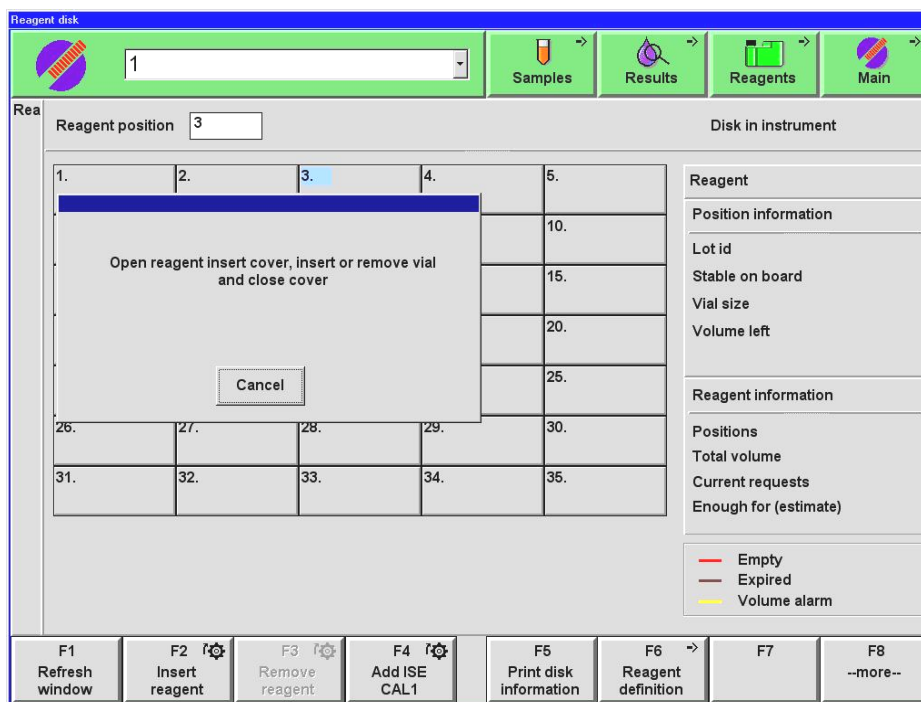 Reagent disk
1
Samples
Results
Reagents
Main
Rea
Reagent position 3
Disk in instrument
1. 2. 3. 4. 5.
10.
Open reagent insert cover, insert or remove vial
and close cover
15.
20.
Cancel
25.
26. 27. 28. 29. 30.
31. 32. 33. 34. 35.
Reagent
Position information
Lot id
Stable on board
Vial size
Volume left
Reagent information
Positions
Total volume
Current requests
Enough for (estimate)
Empty
Expired
Volume alarm
F1
Refresh
window
F2
Insert
reagent
F3
Remove
reagent
F4
Add ISE
CAL1
F5
Print disk
information
F6
Reagent
definition
F7
F8
--more--